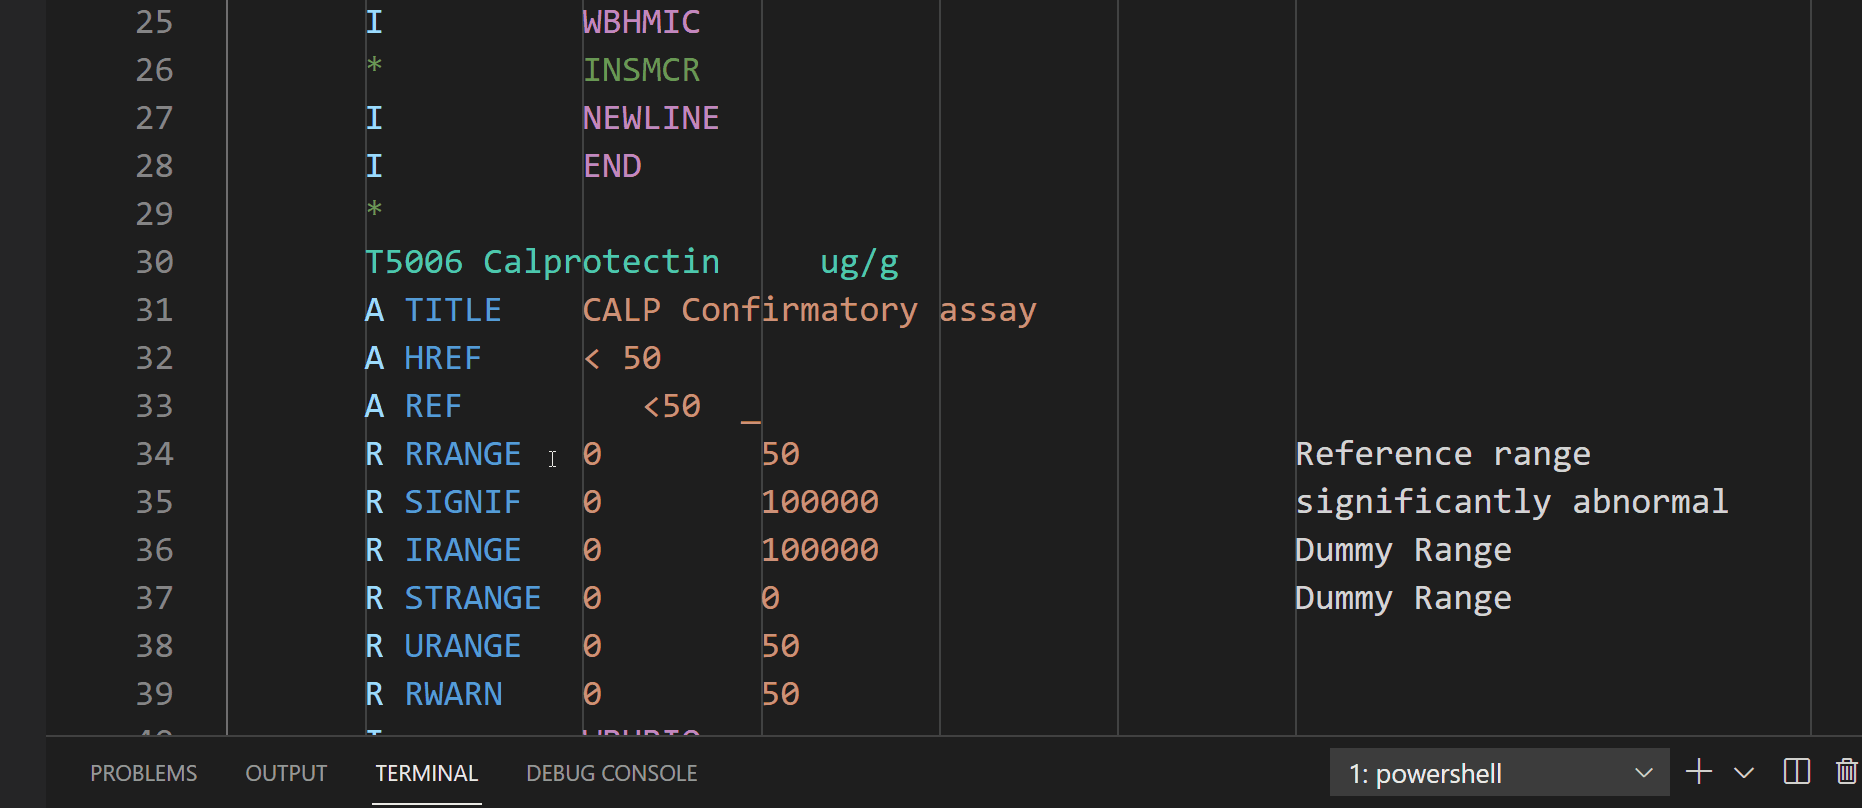 25 I WBHMIC
26 * INSMCR
27 I NEWLINE
28 I END
29 *
30 T5006 Calprotectin ug/g
31 A TITLE CALP Confirmatory assay
32 A HREF < 50
33 A REF <50 _
34 R RRANGE 0 50 Reference range
35 R SIGNIF 0 100000 significantly abnormal
36 R IRANGE 0 100000 Dummy Range
37 R STRANGE 0 0 Dummy Range
38 R URANGE 0 50
39 R RWARN 0 50
PROBLEMS OUTPUT TERMINAL DEBUG CONSOLE 1: powershell